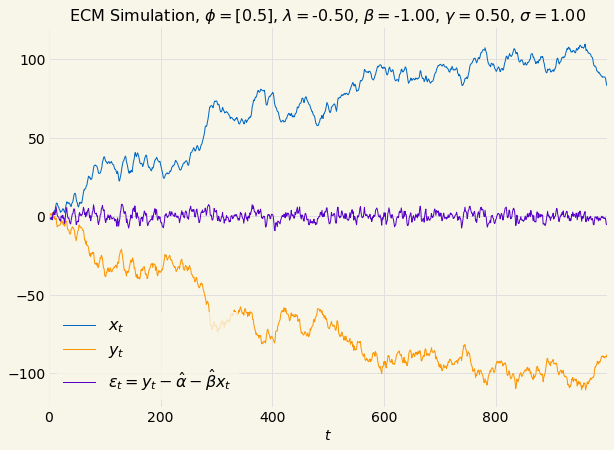 ECM Simulation, ϕ = [0.5], λ = -0.50, β = -1.00, γ = 0.50, σ = 1.00
100
50
0
−50
−100
x_t
y_t
ε_t = y_t − α̂ − β̂x_t
0 200 400 600 800
t